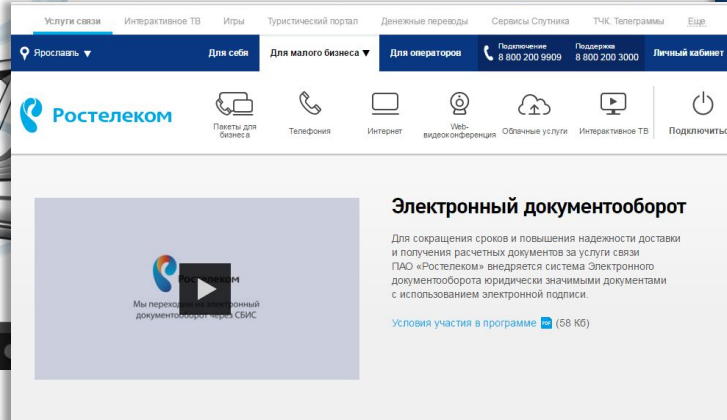 Услуги связи Интерактивное ТВ Игры Туристический портал Денежные переводы Сервисы Спутника ТЧК. Телеграммы Еще
Ярославль Для себя Для малого бизнеса Для операторов Подключение 8 800 200 9909 Поддержка 8 800 200 3000 Личный кабинет
Ростелеком
Пакеты для бизнеса
Телефония
Интернет
Web-видеоконференция
Облачные услуги
Интерактивное ТВ
Подключитьс
Ростелеком
Мы переходим на электронный
документооборот через СБИС
Электронный документооборот
Для сокращения сроков и повышения надежности доставки
и получения расчетных документов за услуги связи
ПАО «Ростелеком» внедряется система Электронного
документооборота юридически значимыми документами
с использованием электронной подписи.
Условия участия в программе PDF (58 Кб)